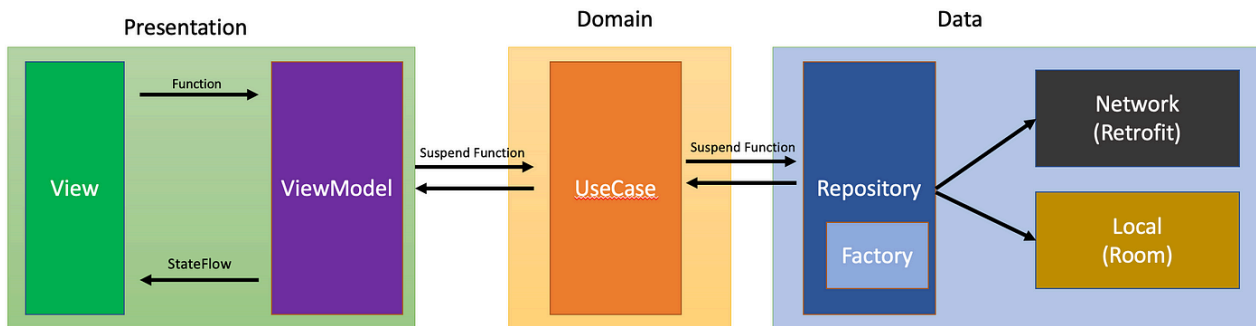 Presentation
Domain
Data
View
Function
StateFlow
ViewModel
Suspend Function
UseCase
Suspend Function
Repository
Factory
Network
(Retrofit)
Local
(Room)